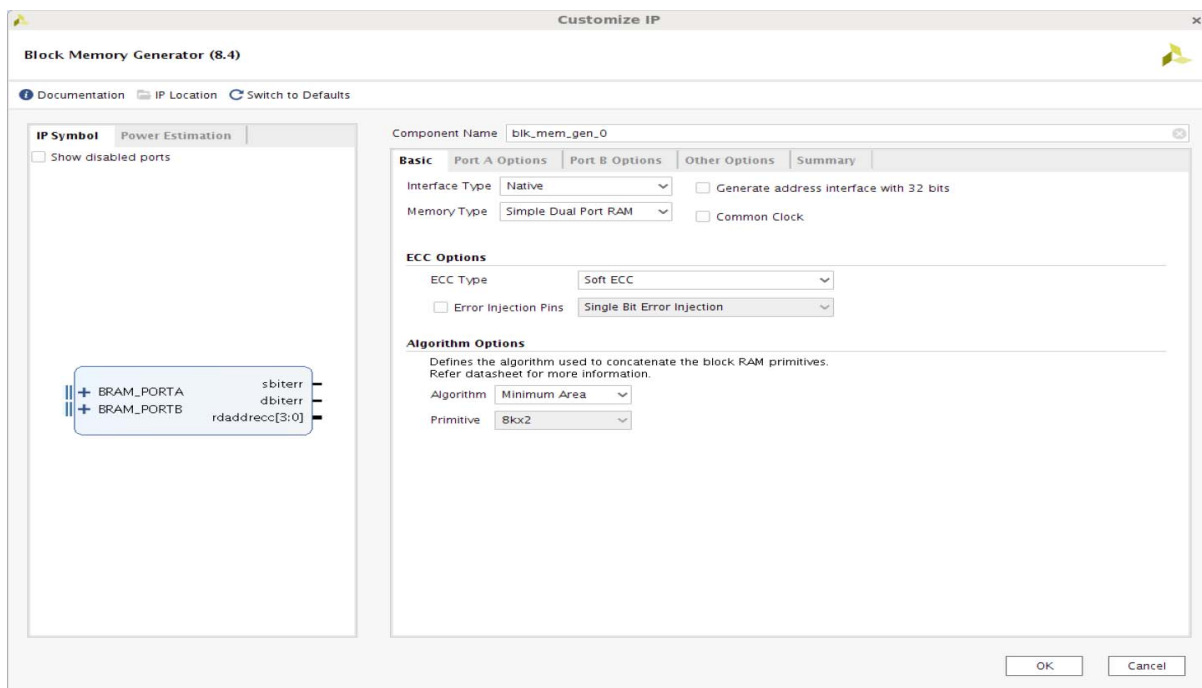 Customize IP
Block Memory Generator (8.4)
Documentation IP Location Switch to Defaults
IP Symbol Power Estimation
Show disabled ports
BRAM_PORTA
BRAM_PORTB
sbiterr
dbiterr
rdaddrecc[3:0]
Component Name blk_mem_gen_0
Basic Port A Options Port B Options Other Options Summary
Interface Type Native Generate address interface with 32 bits
Memory Type Simple Dual Port RAM Common Clock
ECC Options
ECC Type Soft ECC
Error Injection Pins Single Bit Error Injection
Algorithm Options
Defines the algorithm used to concatenate the block RAM primitives.
Refer datasheet for more information.
Algorithm Minimum Area
Primitive 8kx2
OK Cancel